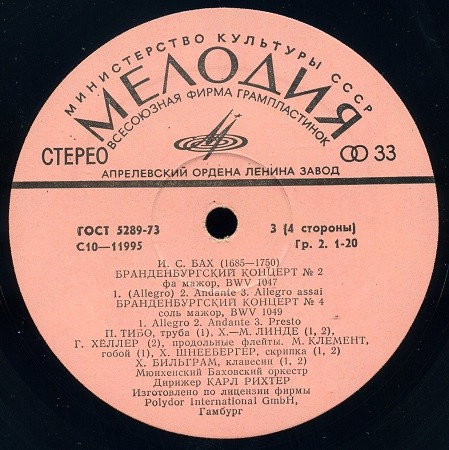 МИНИСТЕРСТВО КУЛЬТУРЫ СССР
МЕЛОДИЯ
ВСЕСОЮЗНАЯ ФИРМА ГРАМПЛАСТИНОК
СТЕРЕО 33
АПРЕЛЕВСКИЙ ОРДЕНА ЛЕНИНА ЗАВОД
ГОСТ 5289-73 3 (4 стороны)
С10—11995 Гр. 2. 1-20
И. С. БАХ (1685—1750)
БРАНДЕНБУРГСКИЙ КОНЦЕРТ № 2
фа мажор, BWV 1047
1. (Allegro) 2. Andante 3. Allegro assai
БРАНДЕНБУРГСКИЙ КОНЦЕРТ № 4
соль мажор, BWV 1049
1. Allegro 2. Andante 3. Presto
П. ТИБО, труба (1), Х.—М. ЛИНДЕ (1, 2),
Г. ХЁЛЛЕР (2), продольные флейты. М. КЛЕМЕНТ,
гобой (1), Х. ШНЕЕБЕРГЕР, скрипка (1, 2)
Х. БИЛЬГРАМ, клавесин (1, 2)
Мюнхенский Баховский оркестр
Дирижер КАРЛ РИХТЕР
Изготовлено по лицензии фирмы
Polydor International GmbH,
Гамбург